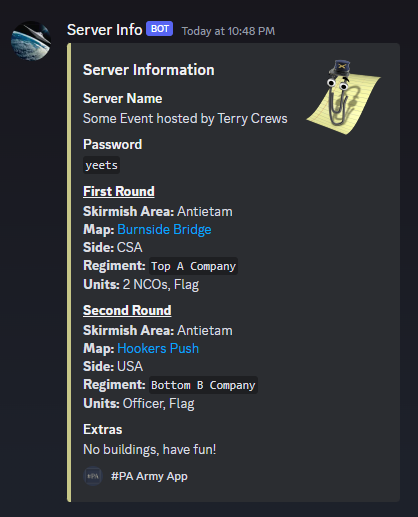 Server Info BOT Today at 10:48 PM
Server Information
Server Name
Some Event hosted by Terry Crews
Password
yeets
First Round
Skirmish Area: Antietam
Map: Burnside Bridge
Side: CSA
Regiment: Top A Company
Units: 2 NCOs, Flag
Second Round
Skirmish Area: Antietam
Map: Hookers Push
Side: USA
Regiment: Bottom B Company
Units: Officer, Flag
Extras
No buildings, have fun!
#PA #PA Army App